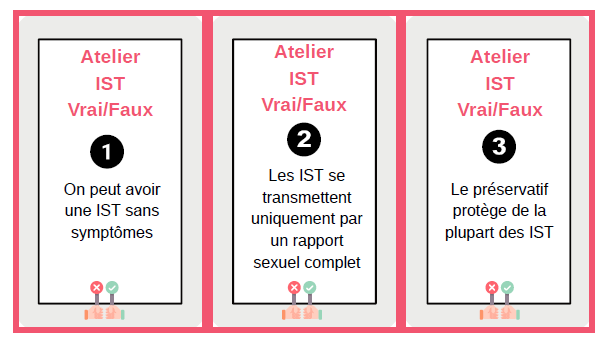 Atelier
IST
Vrai/Faux
1
On peut avoir
une IST sans
symptômes
Atelier
IST
Vrai/Faux
2
Les IST se
transmettent
uniquement par
un rapport
sexuel complet
Atelier
IST
Vrai/Faux
3
Le préservatif
protège de la
plupart des IST